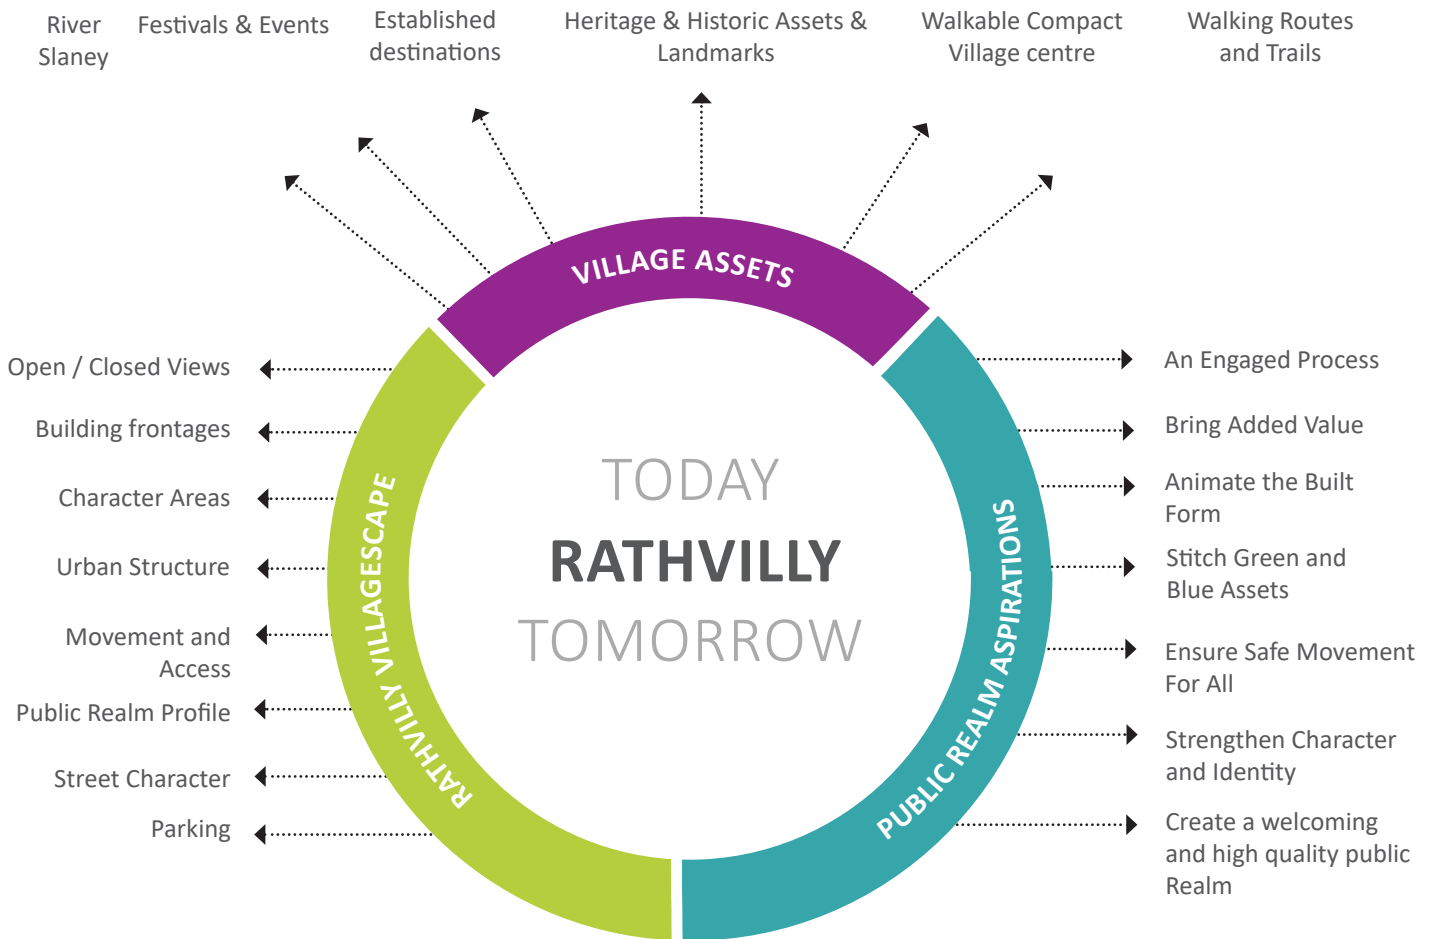 River
Slaney
Festivals & Events
Established
destinations
Heritage & Historic Assets &
Landmarks
Walkable Compact
Village centre
Walking Routes
and Trails
VILLAGE ASSETS
Open / Closed Views
Building frontages
Character Areas
Urban Structure
Movement and
Access
Public Realm Profile
Street Character
Parking
RATHVILLY VILLAGESCAPE
TODAY
RATHVILLY
TOMORROW
PUBLIC REALM ASPIRATIONS
An Engaged Process
Bring Added Value
Animate the Built
Form
Stitch Green and
Blue Assets
Ensure Safe Movement
For All
Strengthen Character
and Identity
Create a welcoming
and high quality public
Realm